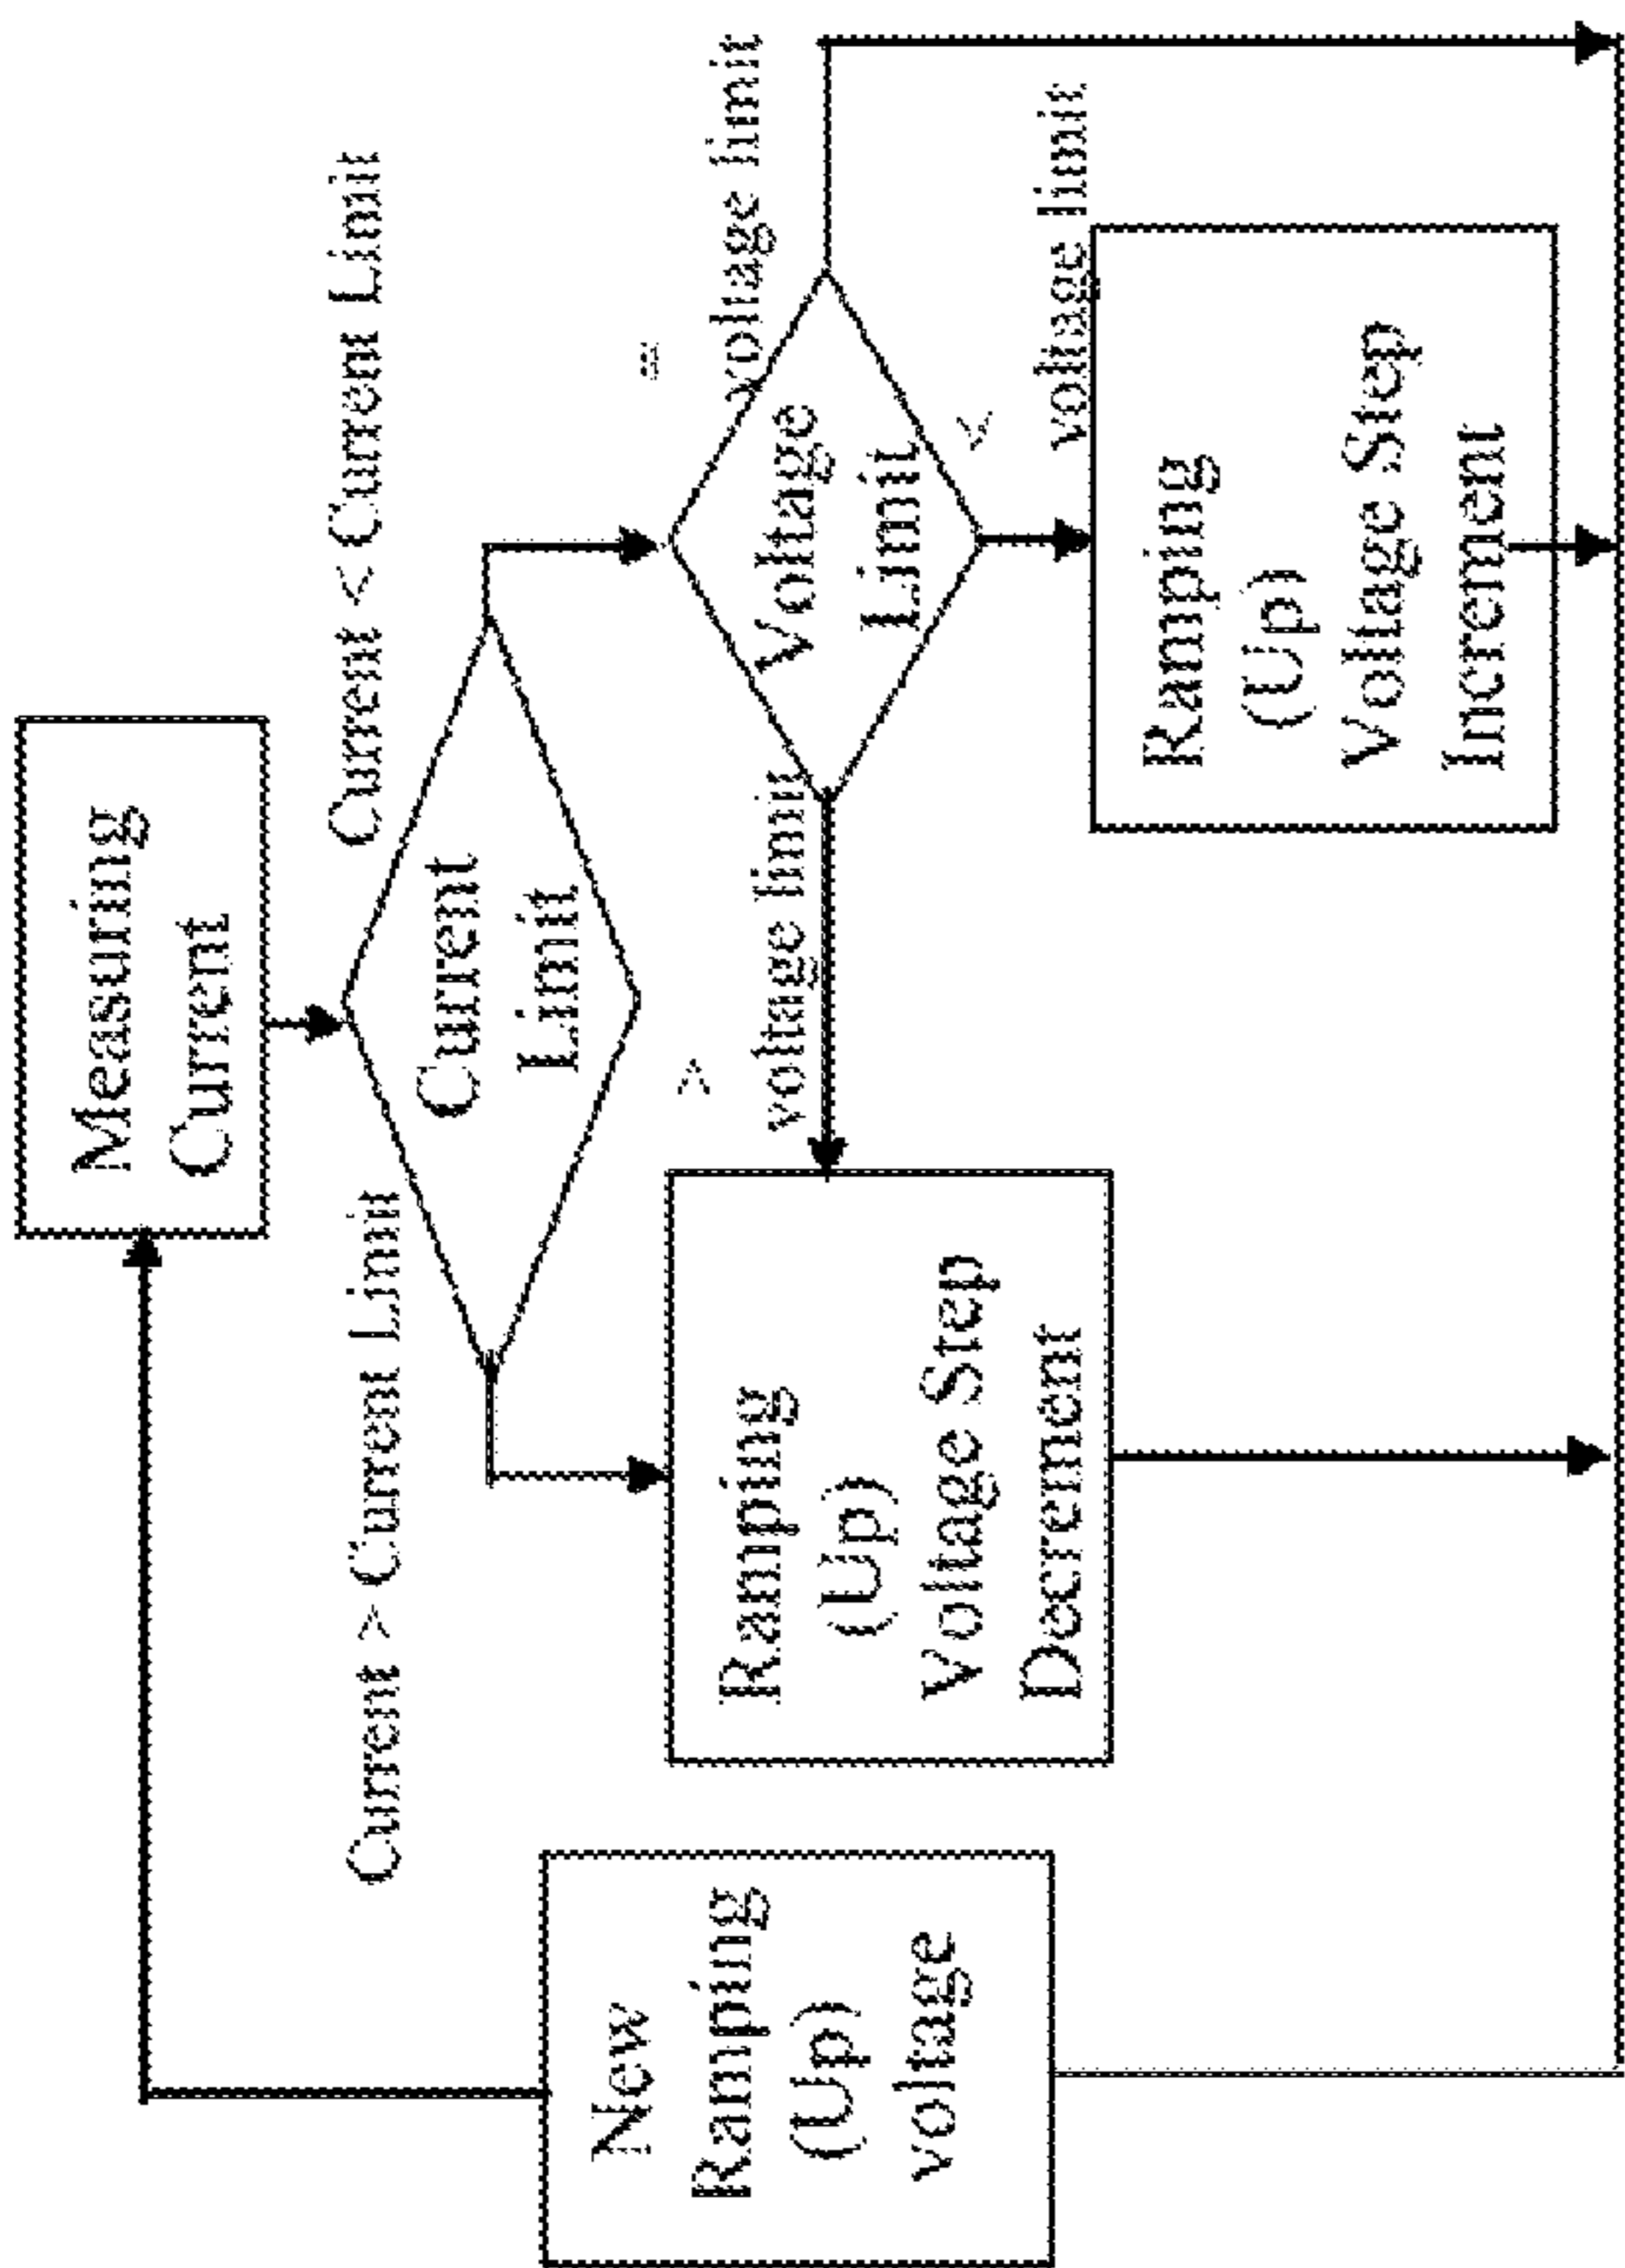 Measuring
Current
Current > Current Limit
Current < Current Limit
Current
Limit
=
voltage limit
>
voltage limit
Voltage
Limit
<
voltage limit
New
Ramping
(Up)
voltage
Ramping
(Up)
Voltage Step
Decrement
Ramping
(Up)
Voltage Step
Increment